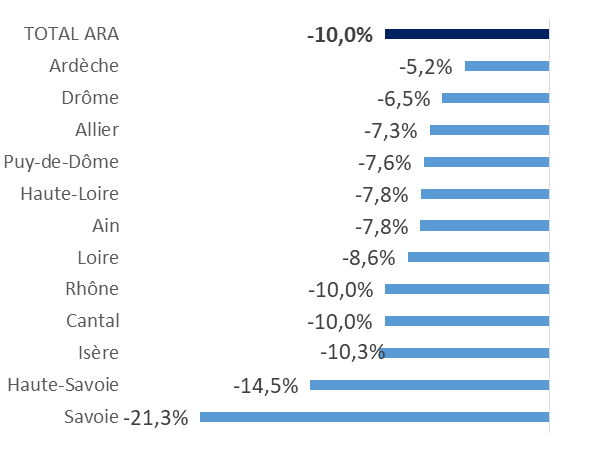 TOTAL ARA -10,0%
Ardèche -5,2%
Drôme -6,5%
Allier -7,3%
Puy-de-Dôme -7,6%
Haute-Loire -7,8%
Ain -7,8%
Loire -8,6%
Rhône -10,0%
Cantal -10,0%
Isère -10,3%
Haute-Savoie -14,5%
Savoie -21,3%